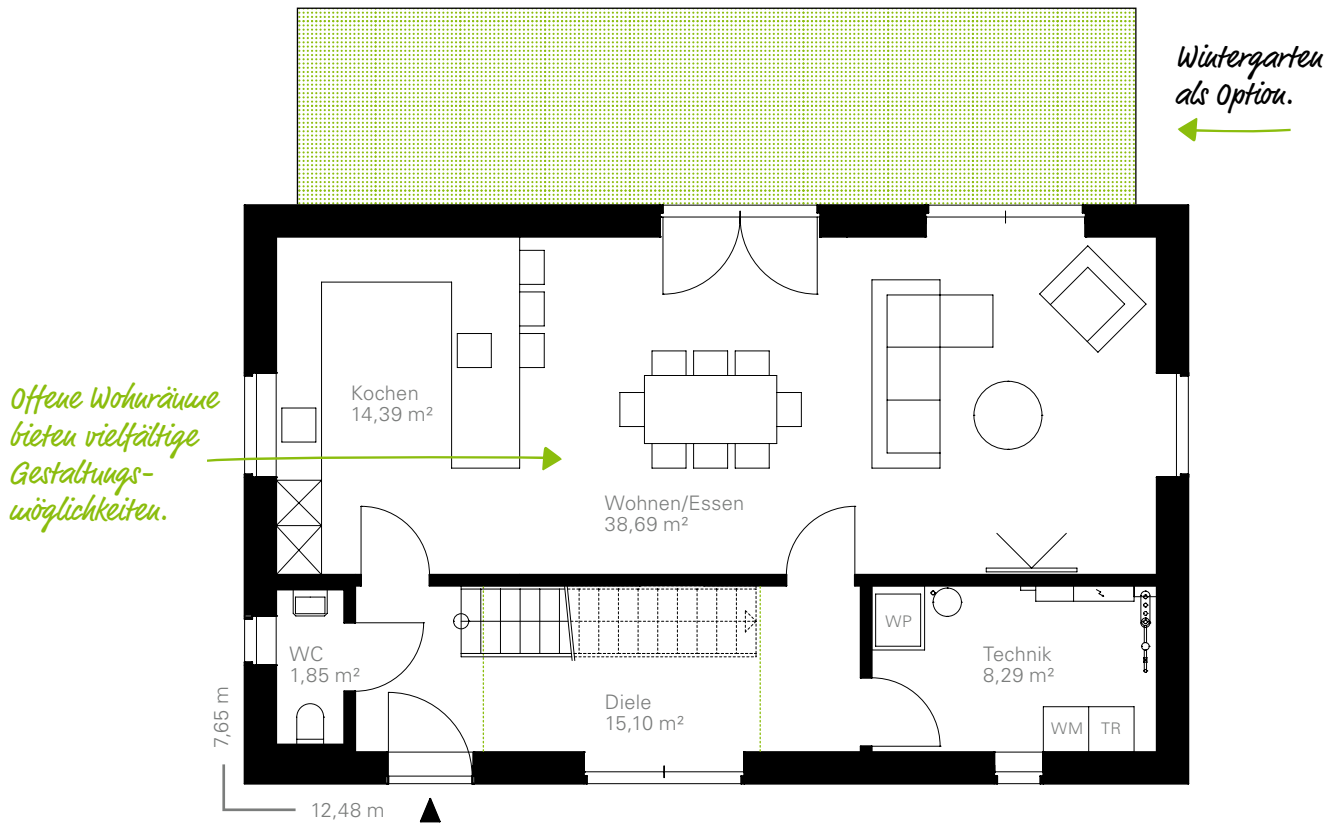 Wintergarten
als Option.
Offene Wohnräume
bieten vielfältige
Gestaltungs-
möglichkeiten.
Kochen
14,39 m²
Wohnen/Essen
38,69 m²
WC
1,85 m²
Diele
15,10 m²
WP
Technik
8,29 m²
WM
TR
7,65 m
12,48 m